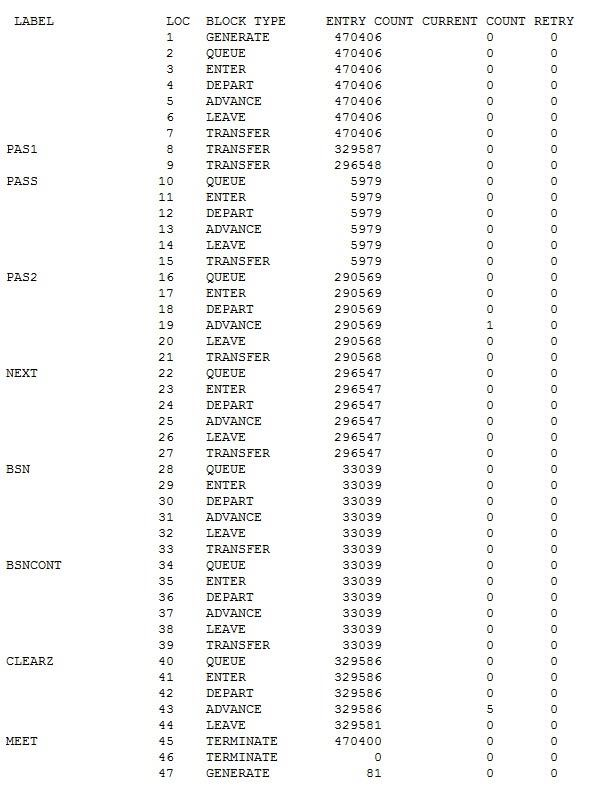 LABEL LOC BLOCK TYPE ENTRY COUNT CURRENT COUNT RETRY
1 GENERATE 470406 0 0
2 QUEUE 470406 0 0
3 ENTER 470406 0 0
4 DEPART 470406 0 0
5 ADVANCE 470406 0 0
6 LEAVE 470406 0 0
7 TRANSFER 470406 0 0
PAS1 8 TRANSFER 329587 0 0
9 TRANSFER 296548 0 0
PASS 10 QUEUE 5979 0 0
11 ENTER 5979 0 0
12 DEPART 5979 0 0
13 ADVANCE 5979 0 0
14 LEAVE 5979 0 0
15 TRANSFER 5979 0 0
PAS2 16 QUEUE 290569 0 0
17 ENTER 290569 0 0
18 DEPART 290569 0 0
19 ADVANCE 290569 1 0
20 LEAVE 290568 0 0
21 TRANSFER 290568 0 0
NEXT 22 QUEUE 296547 0 0
23 ENTER 296547 0 0
24 DEPART 296547 0 0
25 ADVANCE 296547 0 0
26 LEAVE 296547 0 0
27 TRANSFER 296547 0 0
BSN 28 QUEUE 33039 0 0
29 ENTER 33039 0 0
30 DEPART 33039 0 0
31 ADVANCE 33039 0 0
32 LEAVE 33039 0 0
33 TRANSFER 33039 0 0
BSNCONT 34 QUEUE 33039 0 0
35 ENTER 33039 0 0
36 DEPART 33039 0 0
37 ADVANCE 33039 0 0
38 LEAVE 33039 0 0
39 TRANSFER 33039 0 0
CLEARZ 40 QUEUE 329586 0 0
41 ENTER 329586 0 0
42 DEPART 329586 0 0
43 ADVANCE 329586 5 0
44 LEAVE 329581 0 0
MEET 45 TERMINATE 470400 0 0
46 TERMINATE 0 0 0
47 GENERATE 81 0 0